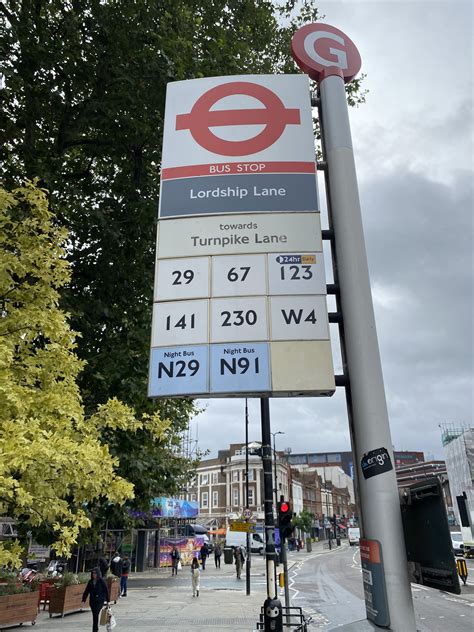 G
BUS STOP
Lordship Lane
towards
Turnpike Lane
24hr Daily
29 67 123
141 230 W4
Night Bus Night Bus
N29 N91